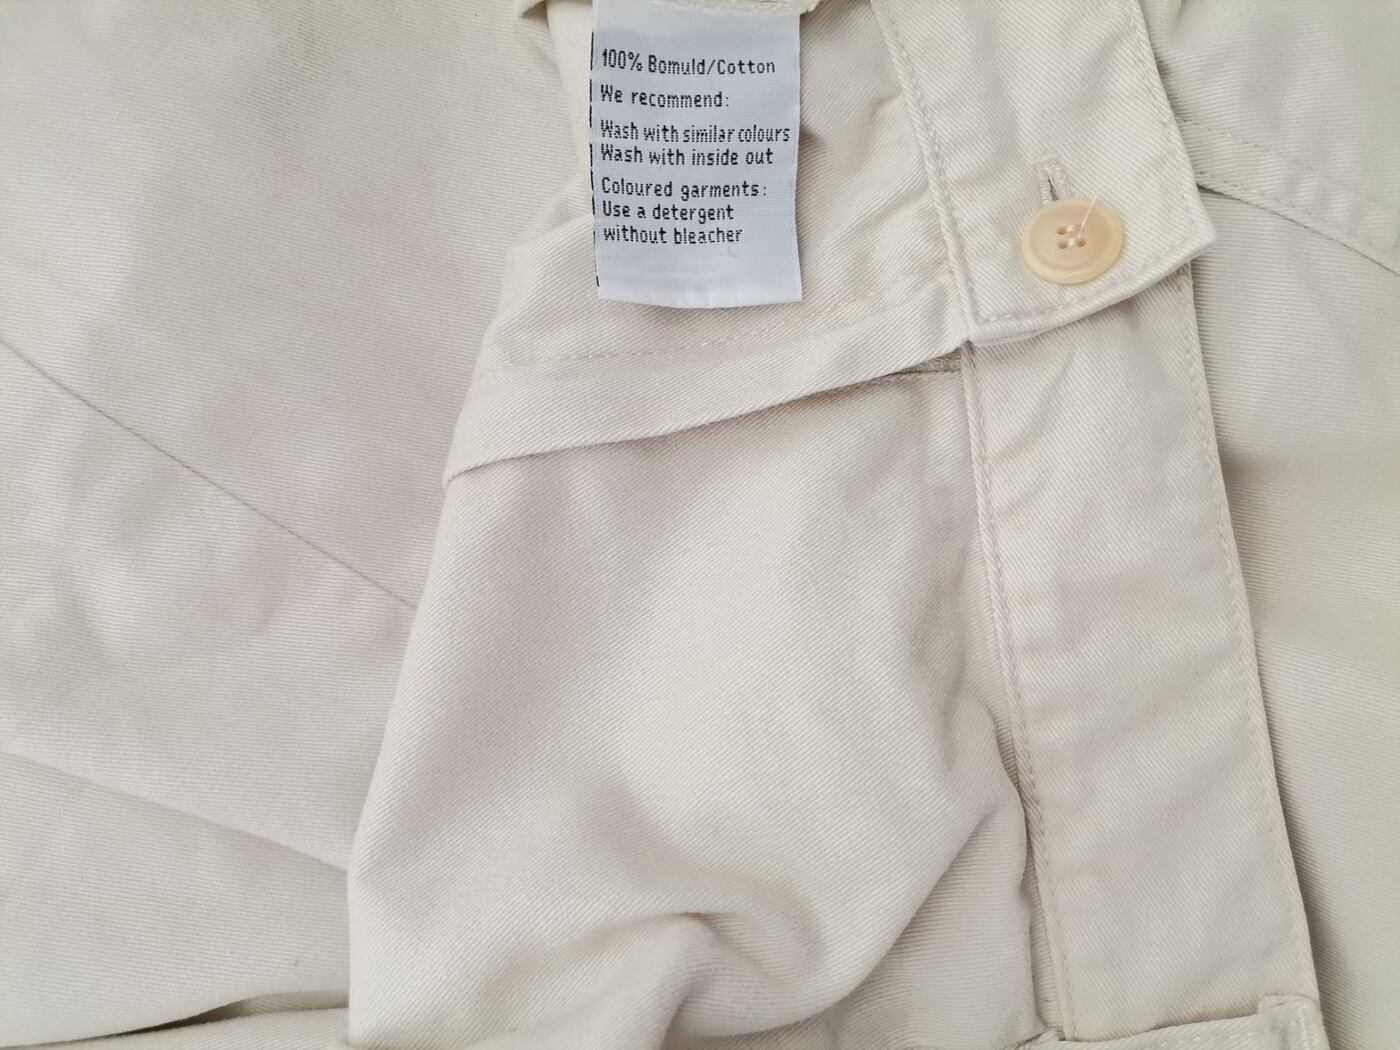 100% Bomuld/Cotton
We recommend:
Wash with similar colours
Wash with inside out
Coloured garments:
Use a detergent
without bleacher